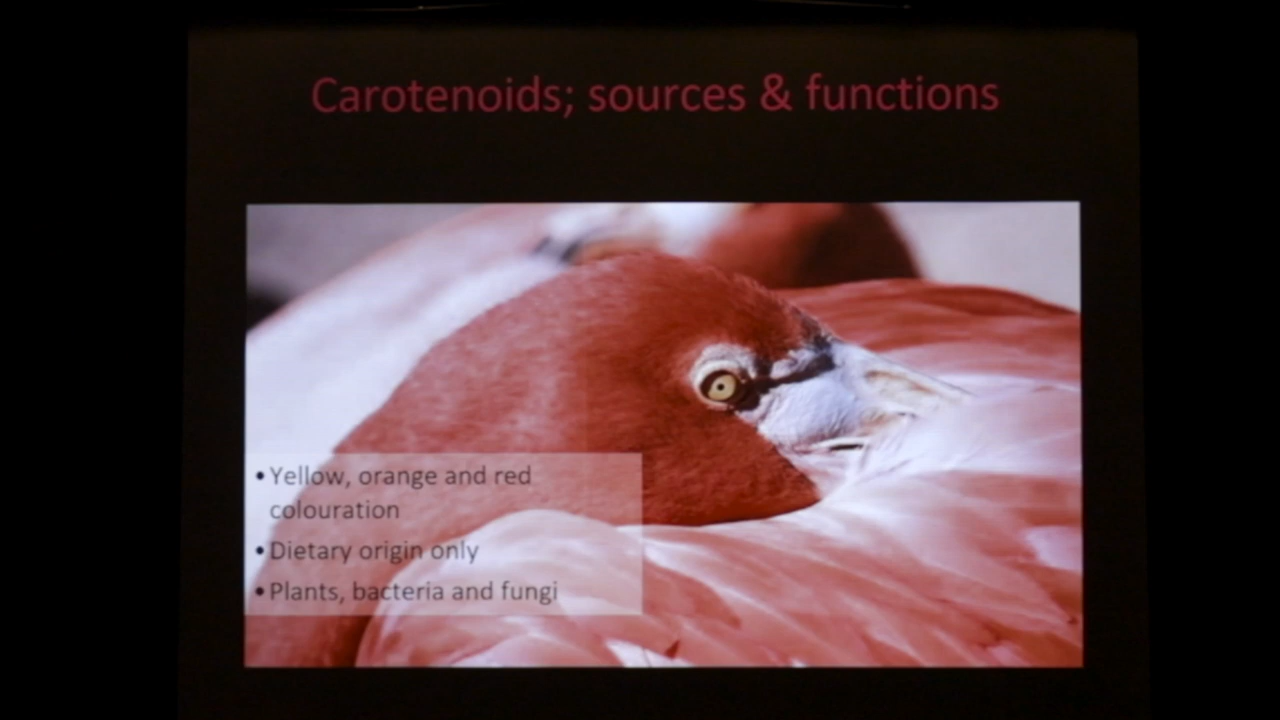 Carotenoids; sources & functions
•Yellow, orange and red
colouration
•Dietary origin only
•Plants, bacteria and fungi